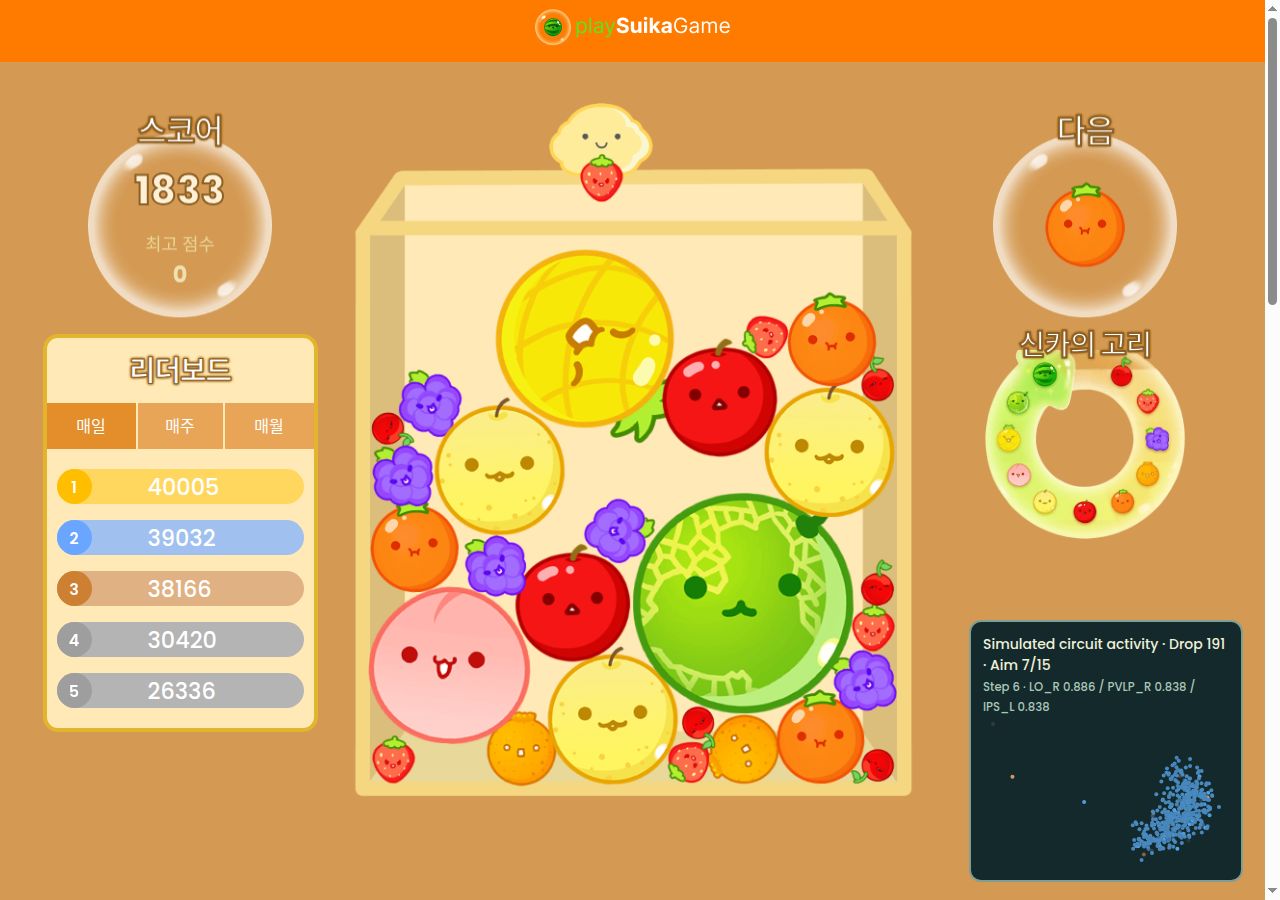 playSuikaGame
스코어
1833
최고 점수
0
다음
리더보드
매일 매주 매월
1 40005
2 39032
3 38166
4 30420
5 26336
신카의 고리
Simulated circuit activity · Drop 191
· Aim 7/15
Step 6 · LO_R 0.886 / PVLP_R 0.838 /
IPS_L 0.838